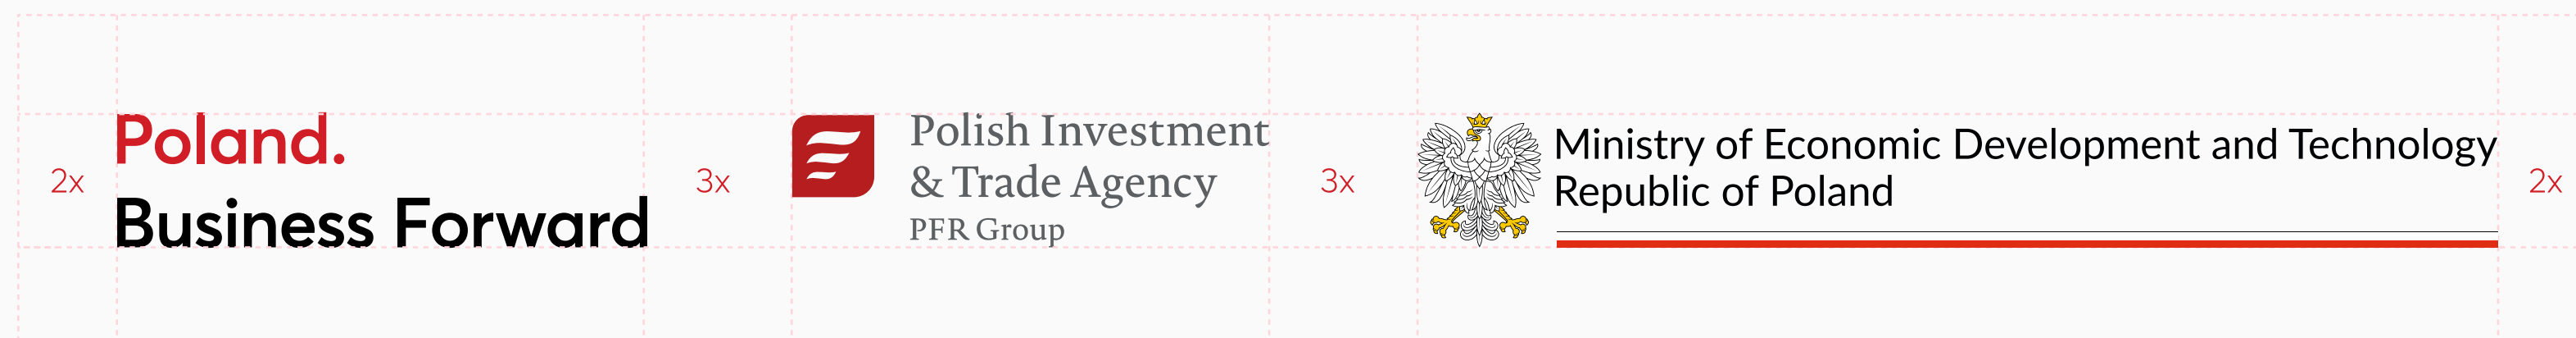 2x
Poland.
Business Forward
3x
Polish Investment
& Trade Agency
PFR Group
3x
Ministry of Economic Development and Technology
Republic of Poland
2x